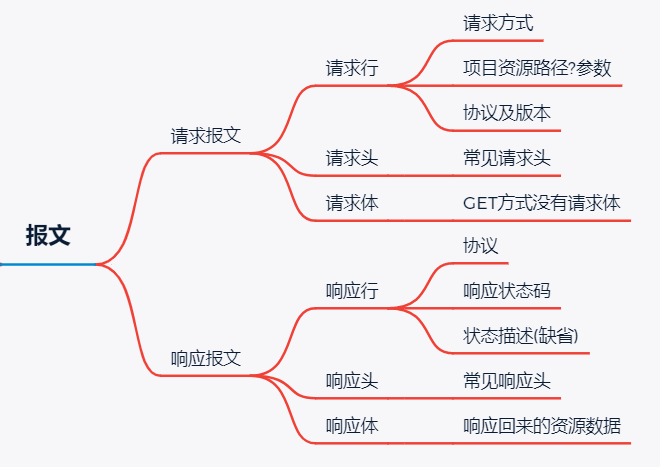 报文
请求报文
请求行
请求方式
项目资源路径?参数
协议及版本
请求头
常见请求头
请求体
GET方式没有请求体
响应报文
响应行
协议
响应状态码
状态描述(缺省)
响应头
常见响应头
响应体
响应回来的资源数据